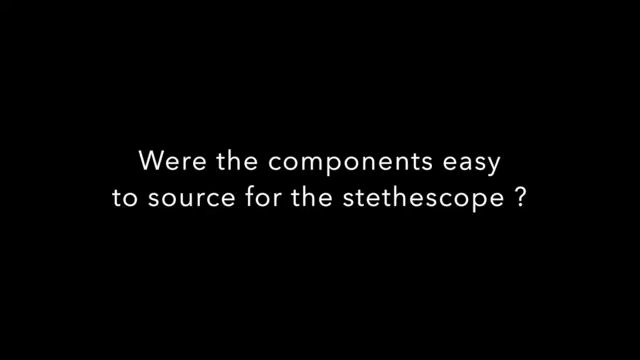 Were the components easy
to source for the stethescope ?